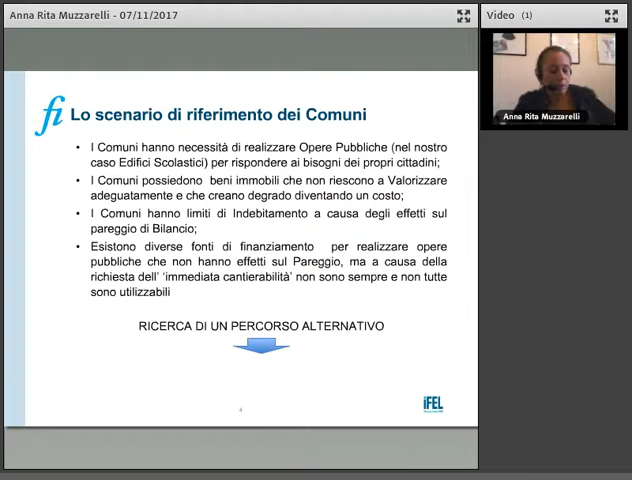 Anna Rita Muzzarelli - 07/11/2017
Video (1)
Anna Rita Muzzarelli
fi Lo scenario di riferimento dei Comuni
• I Comuni hanno necessità di realizzare Opere Pubbliche (nel nostro
caso Edifici Scolastici) per rispondere ai bisogni dei propri cittadini;
• I Comuni possiedono beni immobili che non riescono a Valorizzare
adeguatamente e che creano degrado diventando un costo;
• I Comuni hanno limiti di Indebitamento a causa degli effetti sul
pareggio di Bilancio;
• Esistono diverse fonti di finanziamento per realizzare opere
pubbliche che non hanno effetti sul Pareggio, ma a causa della
richiesta dell' 'immediata cantierabilità' non sono sempre e non tutte
sono utilizzabili
RICERCA DI UN PERCORSO ALTERNATIVO
4
iFEL